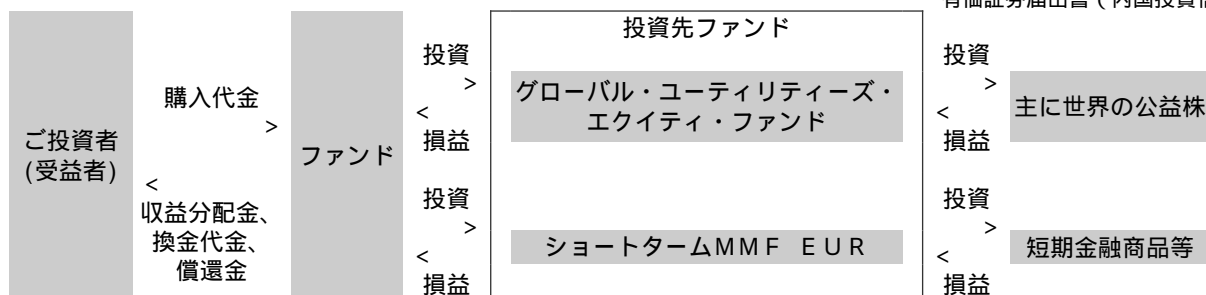 有価証券届出書(内国投資信
投資先ファンド
ご投資者
(受益者)
購入代金
>
<
収益分配金、
換金代金、
償還金
ファンド
投資
>
<
損益
グローバル・ユーティリティーズ・
エクイティ・ファンド
投資
>
<
損益
主に世界の公益株
投資
>
<
損益
ショートタームMMF EUR
投資
>
<
損益
短期金融商品等